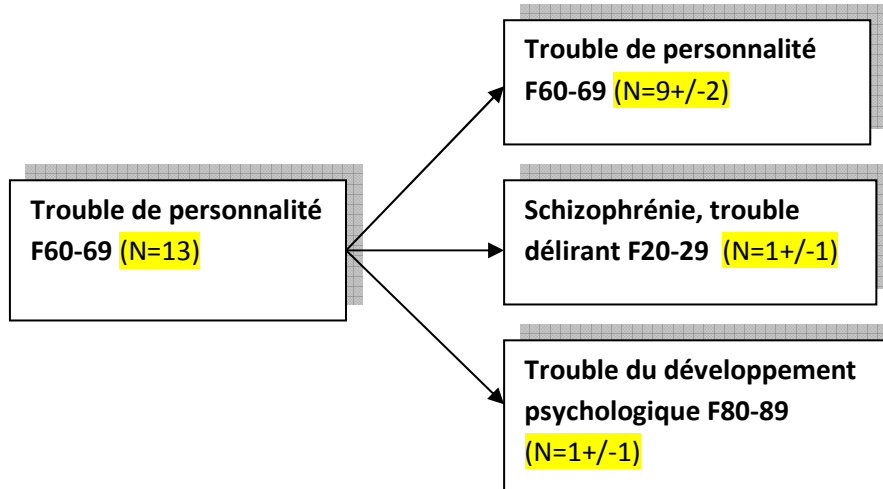 Trouble de personnalité
F60-69 (N=9+/-2)
Trouble de personnalité
F60-69 (N=13)
Schizophrénie, trouble
délirant F20-29 (N=1+/-1)
Trouble du développement
psychologique F80-89
(N=1+/-1)